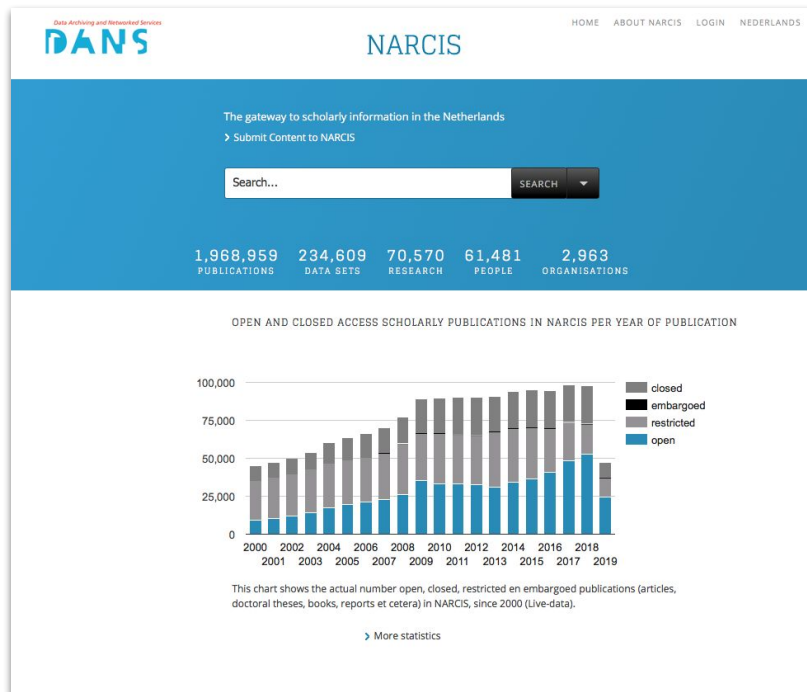 Data Archiving and Networked Services
DANS
NARCIS
HOME ABOUT NARCIS LOGIN NEDERLANDS
The gateway to scholarly information in the Netherlands
Submit Content to NARCIS
Search...
SEARCH
1,968,959 234,609 70,570 61,481 2,963
PUBLICATIONS DATA SETS RESEARCH PEOPLE ORGANISATIONS
OPEN AND CLOSED ACCESS SCHOLARLY PUBLICATIONS IN NARCIS PER YEAR OF PUBLICATION
100,000
75,000
50,000
25,000
0
closed
embargoed
restricted
open
2000 2002 2004 2006 2008 2010 2012 2014 2016 2018
2001 2003 2005 2007 2009 2011 2013 2015 2017 2019
This chart shows the actual number open, closed, restricted en embargoed publications (articles,
doctoral theses, books, reports et cetera) in NARCIS, since 2000 (Live-data).
More statistics